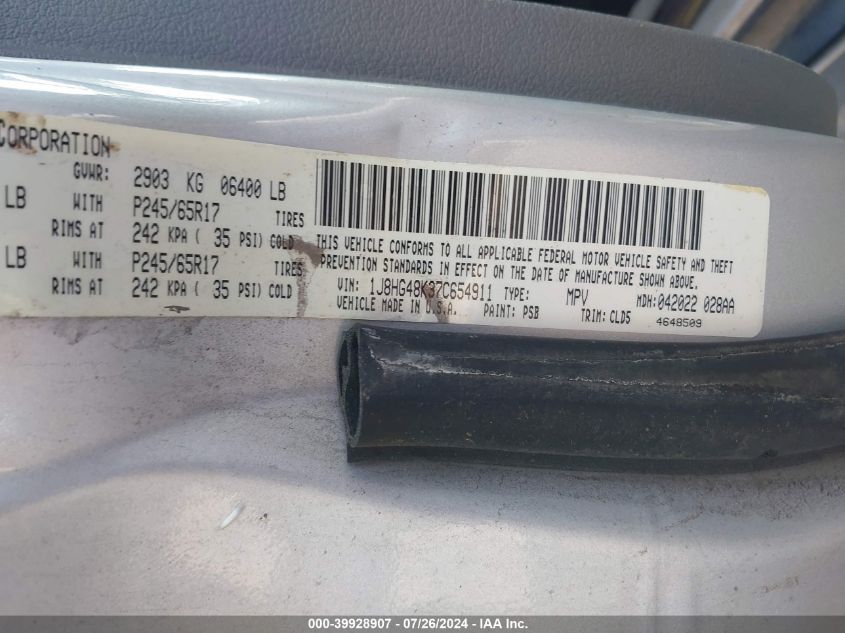 CORPORATION
GVWR: 2903 KG 06400 LB
LB WITH P245/65R17 TIRES
RIMS AT 242 KPA ( 35 PSI) COLD
LB WITH P245/65R17 TIRES
RIMS AT 242 KPA ( 35 PSI) COLD
THIS VEHICLE CONFORMS TO ALL APPLICABLE FEDERAL MOTOR VEHICLE SAFETY AND THEFT
PREVENTION STANDARDS IN EFFECT ON THE DATE OF MANUFACTURE SHOWN ABOVE.
VIN: 1J8HG48K37C654911 TYPE: MPV MDH: 042022 028AA
VEHICLE MADE IN U.S.A. PAINT: PSB TRIM: CLD5
4648509
000-39928907 - 07/26/2024 - IAA Inc.